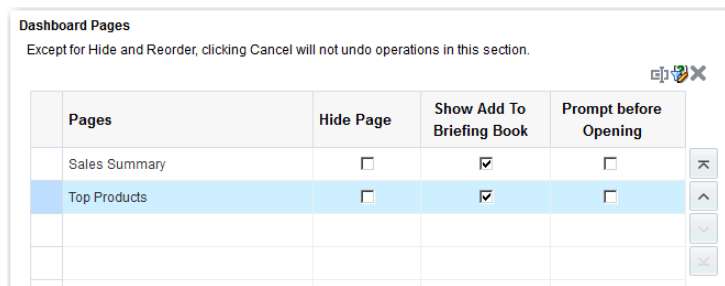 Dashboard Pages
Except for Hide and Reorder, clicking Cancel will not undo operations in this section.
Pages Hide Page Show Add To Briefing Book Prompt before Opening
Sales Summary
Top Products